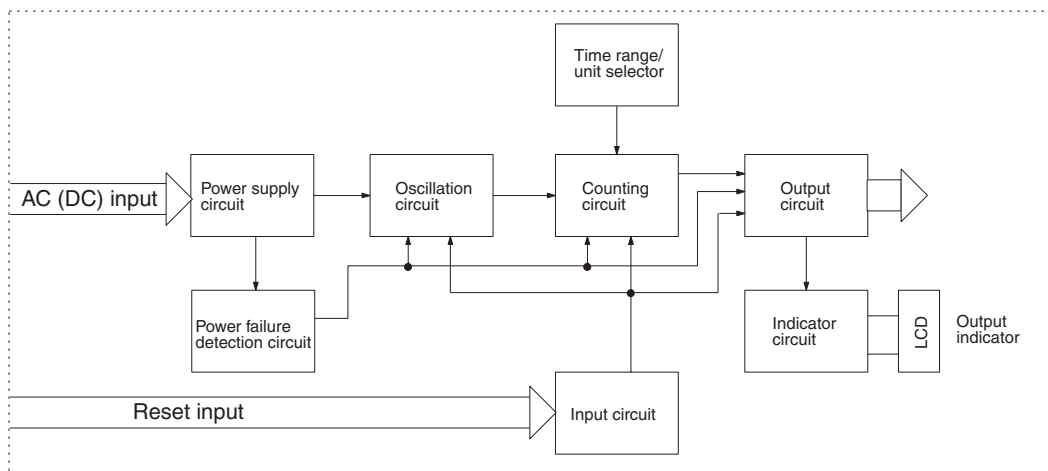 Time range/
unit selector
AC (DC) input
Power supply
circuit
Oscillation
circuit
Counting
circuit
Output
circuit
Power failure
detection circuit
Indicator
circuit
LCD
Output
indicator
Reset input
Input circuit